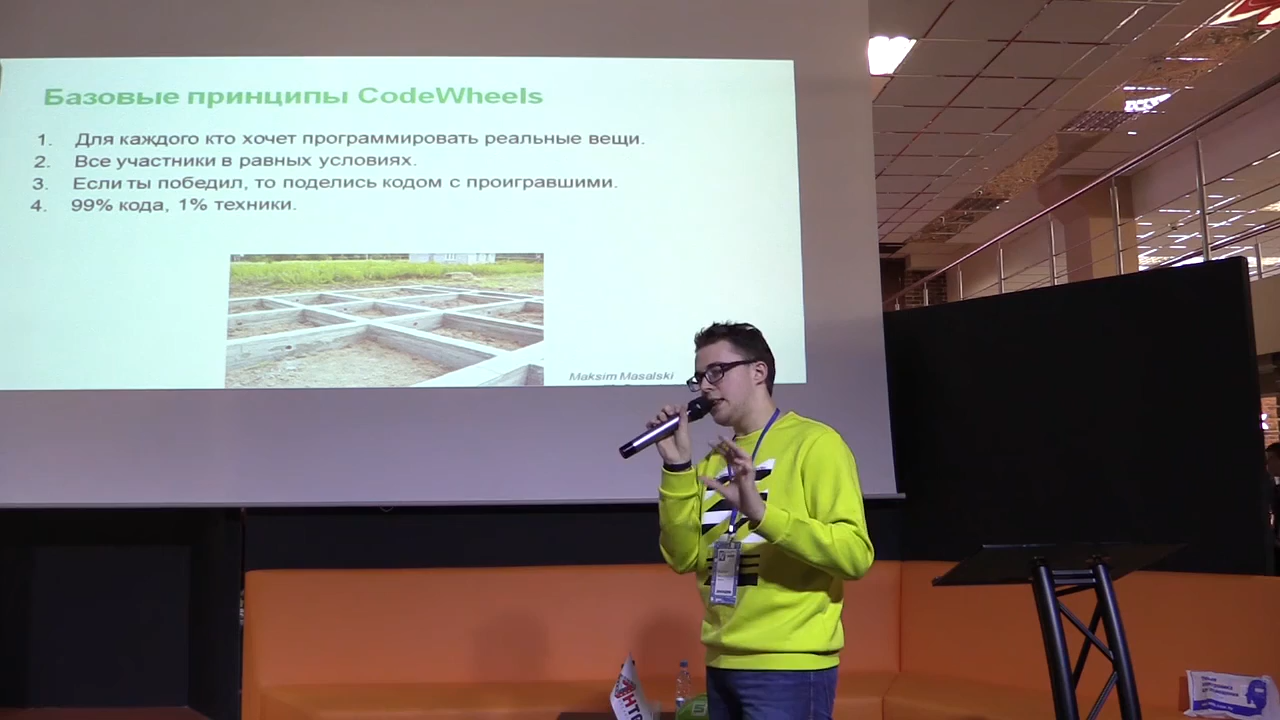 Базовые принципы CodeWheels
1. Для каждого кто хочет программировать реальные вещи.
2. Все участники в равных условиях.
3. Если ты победил, то поделись кодом с проигравшими.
4. 99% кода, 1% техники.
Maksim Masalski